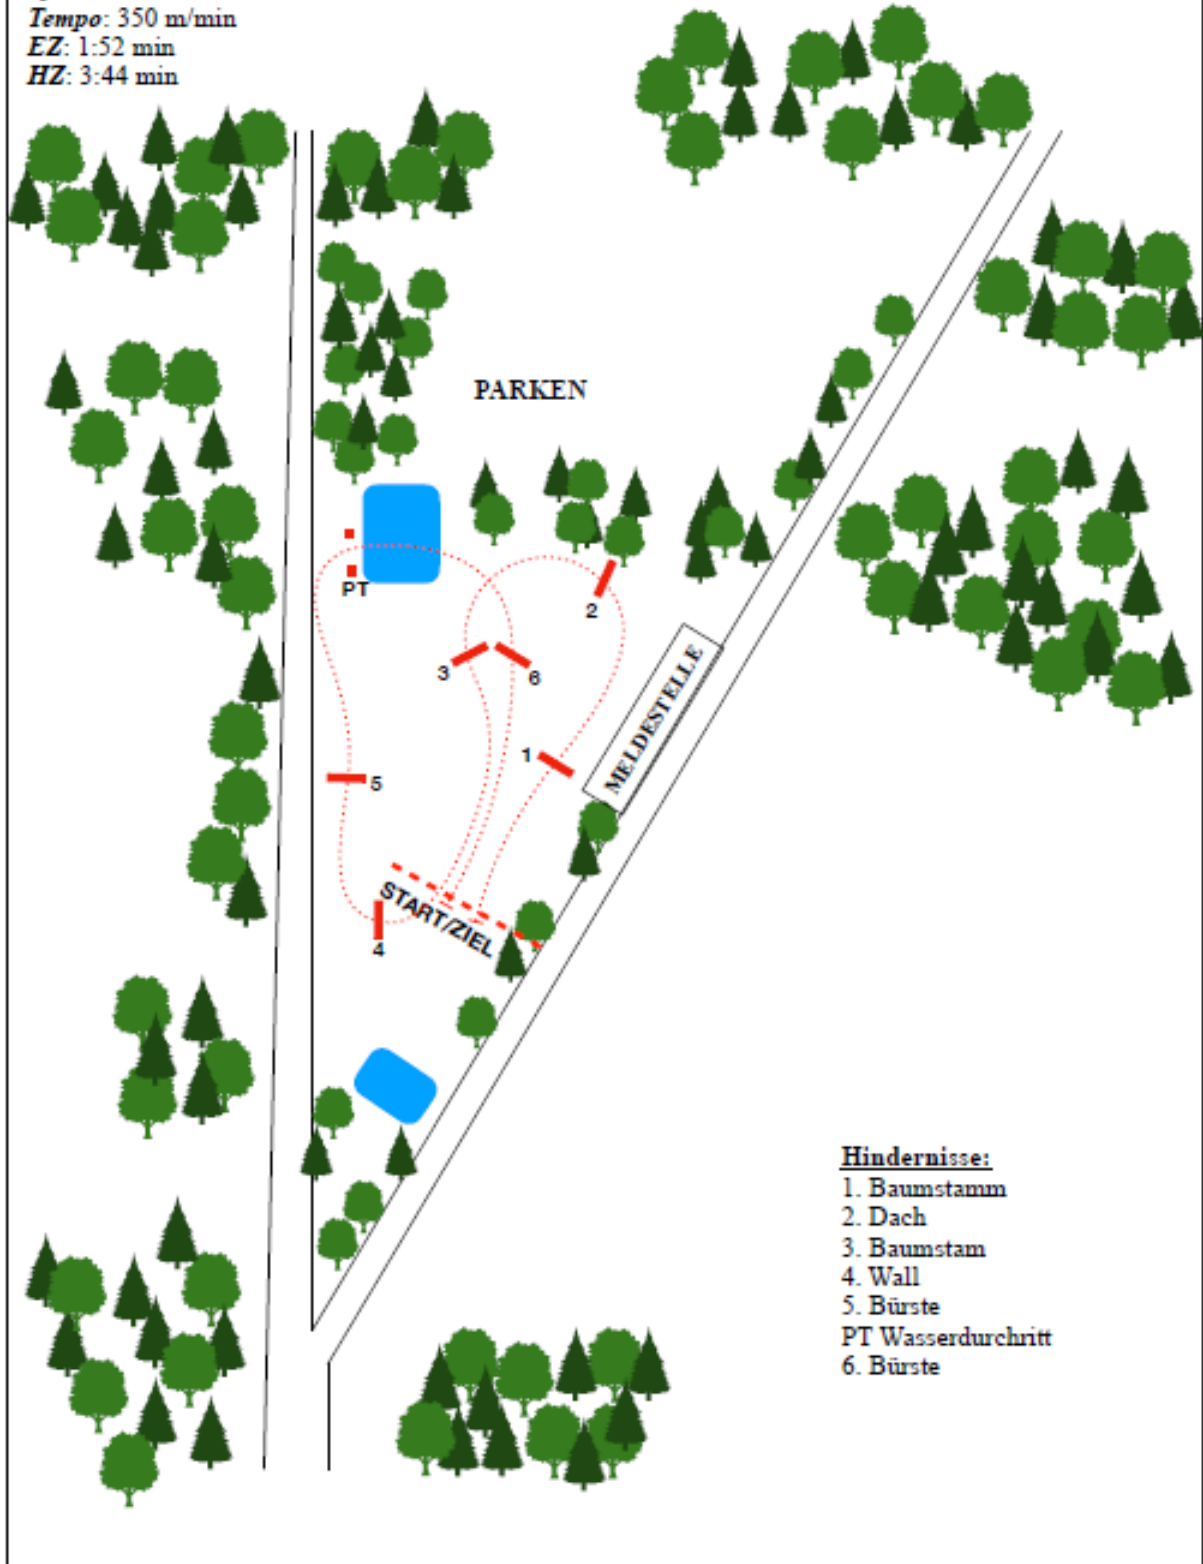 Tempo: 350 m/min
EZ: 1:52 min
HZ: 3:44 min
PARKEN
PT
2
3
6
MELDESTELLE
1
5
START/ZIEL
4
Hindernisse:
1. Baumstamm
2. Dach
3. Baumstam
4. Wall
5. Bürste
PT Wasserdurchritt
6. Bürste